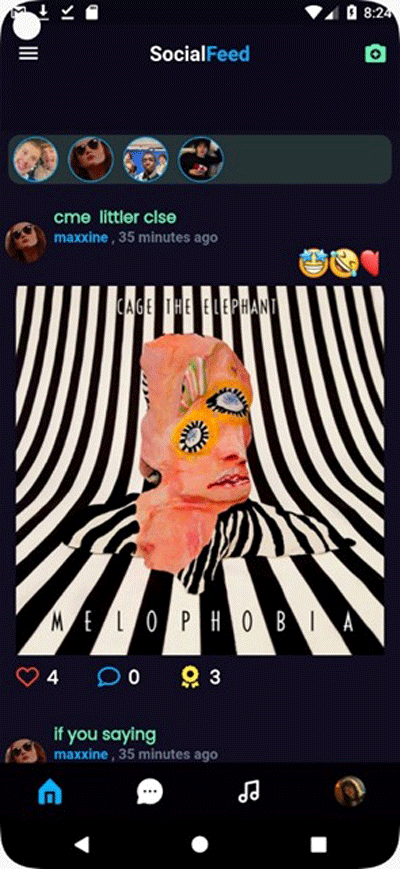 8:24
SocialFeed
cme littler clse
maxxine , 35 minutes ago
CAGE THE ELEPHANT
MELOPHOBIA
4 0 3
if you saying
maxxine , 35 minutes ago